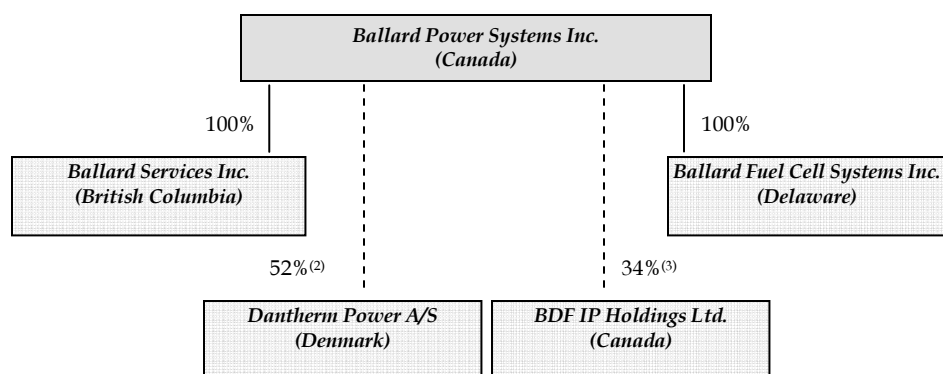 Ballard Power Systems Inc.
(Canada)
100%
100%
Ballard Services Inc.
(British Columbia)
Ballard Fuel Cell Systems Inc.
(Delaware)
52%(2)
34%(3)
Dantherm Power A/S
(Denmark)
BDF IP Holdings Ltd.
(Canada)